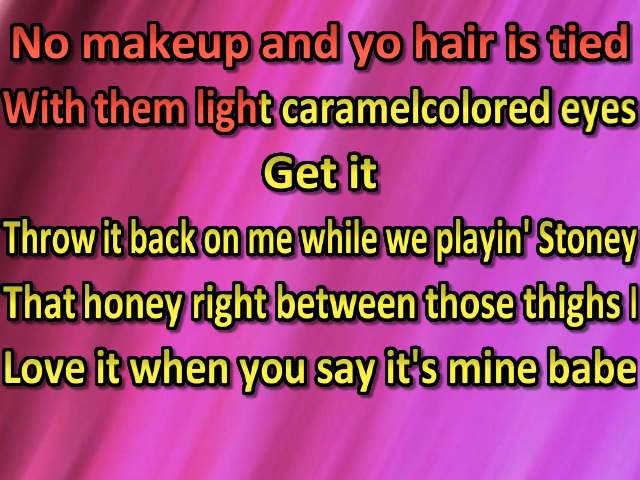 No makeup and yo hair is tied
With them light caramelcolored eyes
Get it
Throw it back on me while we playin' Stoney
That honey right between those thighs I
Love it when you say it's mine babe